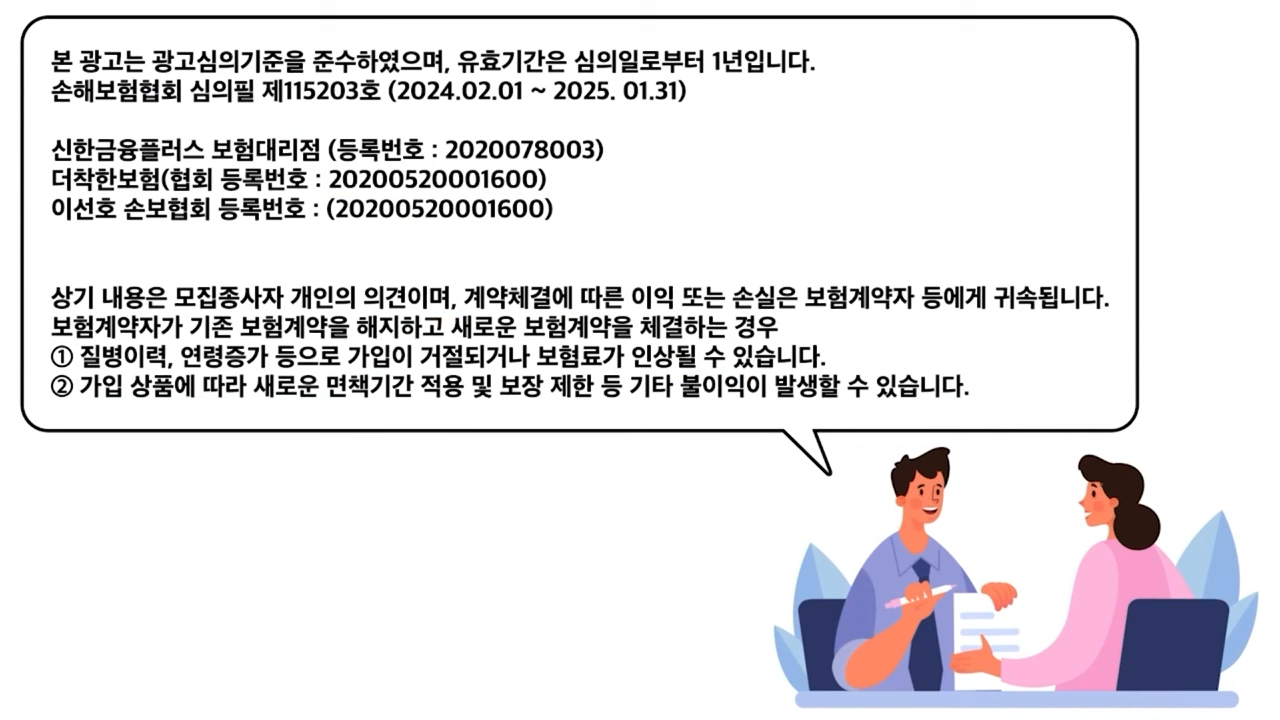 본 광고는 광고심의기준을 준수하였으며, 유효기간은 심의일로부터 1년입니다.
손해보험협회 심의필 제115203호 (2024.02.01 ~ 2025. 01.31)
신한금융플러스 보험대리점 (등록번호 : 2020078003)
더착한보험(협회 등록번호 : 20200520001600)
이선호 손보협회 등록번호 : (20200520001600)
상기 내용은 모집종사자 개인의 의견이며, 계약체결에 따른 이익 또는 손실은 보험계약자 등에게 귀속됩니다.
보험계약자가 기존 보험계약을 해지하고 새로운 보험계약을 체결하는 경우
① 질병이력, 연령증가 등으로 가입이 거절되거나 보험료가 인상될 수 있습니다.
② 가입 상품에 따라 새로운 면책기간 적용 및 보장 제한 등 기타 불이익이 발생할 수 있습니다.